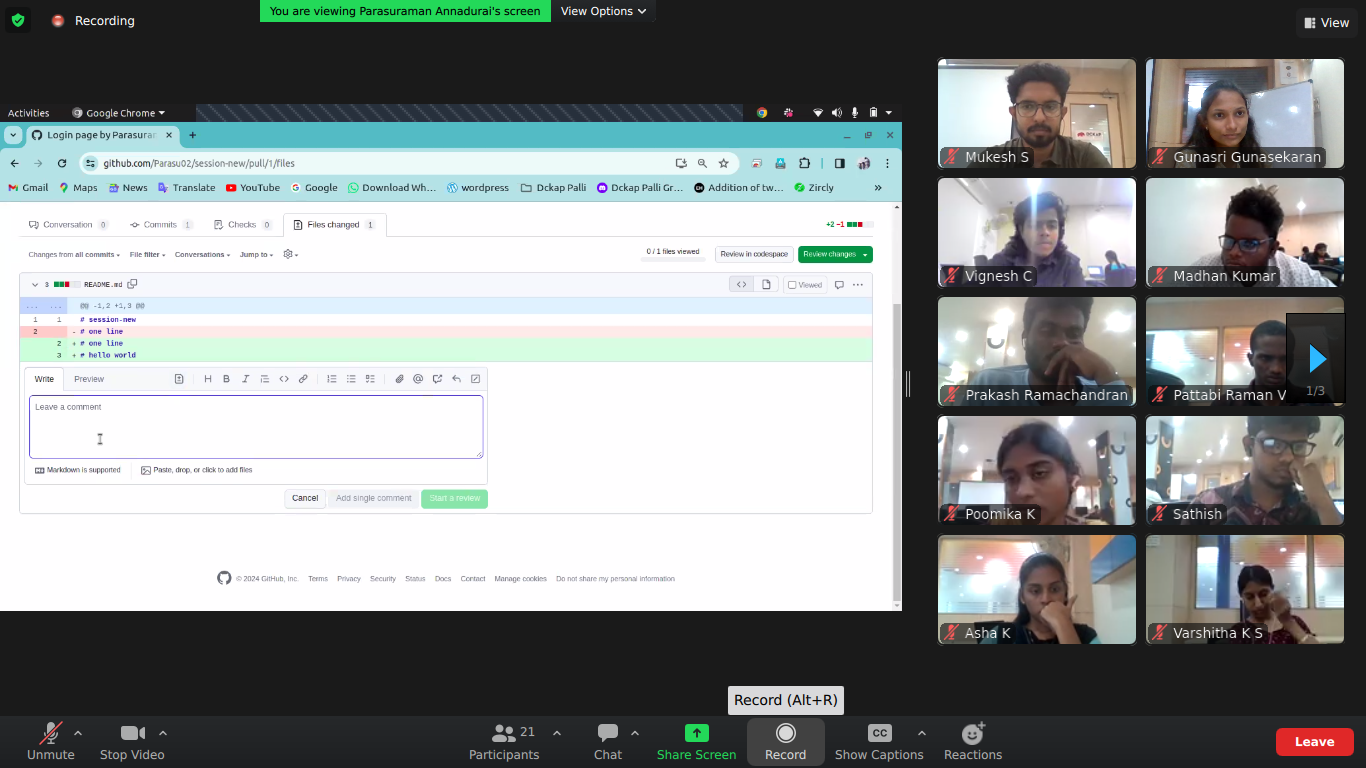 Recording
You are viewing Parasuraman Annadurai's screen
View Options
View
Activities
Google Chrome
Login page by Parasuran
github.com/Parasu02/session-new/pull/1/files
Gmail Maps News Translate YouTube Google Download Wh... wordpress Dckap Palli Dckap Palli Gr... Addition of tw... Zircly »
Conversation 0 Commits 1 Checks 0 Files changed 1 +2 −1
Changes from all commits File filter Conversations Jump to 0 / 1 files viewed Review in codespace Review changes
3 README.md Viewed
... ... @@ -1,2 +1,3 @@
1 1 # session-new
2 - # one line
2 + # one line
3 + # hello world
Write Preview
Leave a comment
Markdown is supported Paste, drop, or click to add files
Cancel Add single comment Start a review
© 2024 GitHub, Inc. Terms Privacy Security Status Docs Contact Manage cookies Do not share my personal information
Mukesh S
Gunasri Gunasekaran
Vignesh C
Madhan Kumar
Prakash Ramachandran
Pattabi Raman V
1/3
Poomika K
Sathish
Asha K
Varshitha K S
Record (Alt+R)
Unmute
Stop Video
21
Participants
Chat
Share Screen
Record
CC
Show Captions
Reactions
Leave